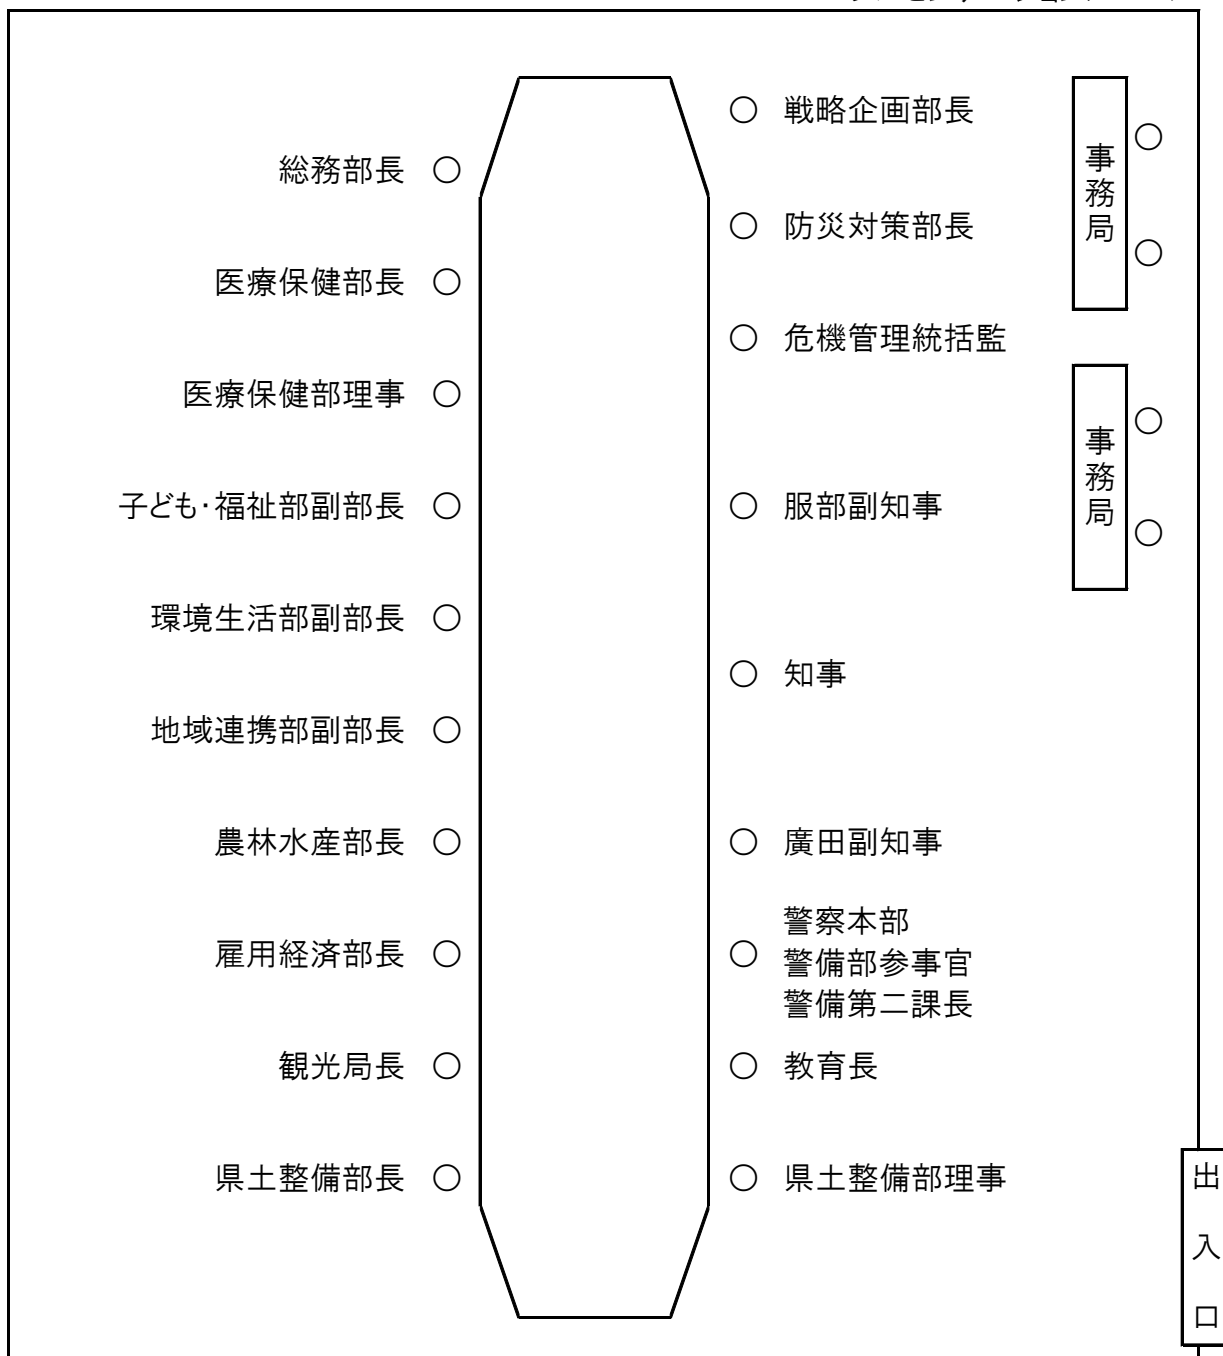 総務部長
医療保健部長
医療保健部理事
子ども・福祉部副部長
環境生活部副部長
地域連携部副部長
農林水産部長
雇用経済部長
観光局長
県土整備部長
戦略企画部長
防災対策部長
危機管理統括監
服部副知事
知事
廣田副知事
警察本部
警備部参事官
警備第二課長
教育長
県土整備部理事
事務局
事務局
出入口